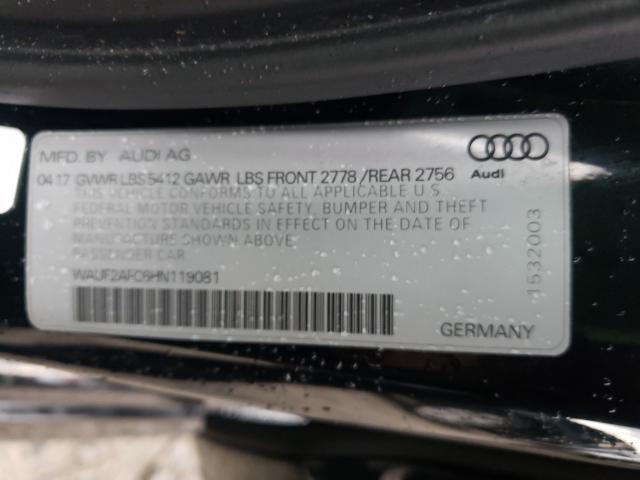 MFD. BY AUDI AG
04 17 GVWR LBS 5412 GAWR LBS FRONT 2778 / REAR 2756
THIS VEHICLE CONFORMS TO ALL APPLICABLE U.S.
FEDERAL MOTOR VEHICLE SAFETY, BUMPER AND THEFT
PREVENTION STANDARDS IN EFFECT ON THE DATE OF
MANUFACTURE SHOWN ABOVE.
PASSENGER CAR
WAUF2AFC6HN119081
Audi
1532003
GERMANY